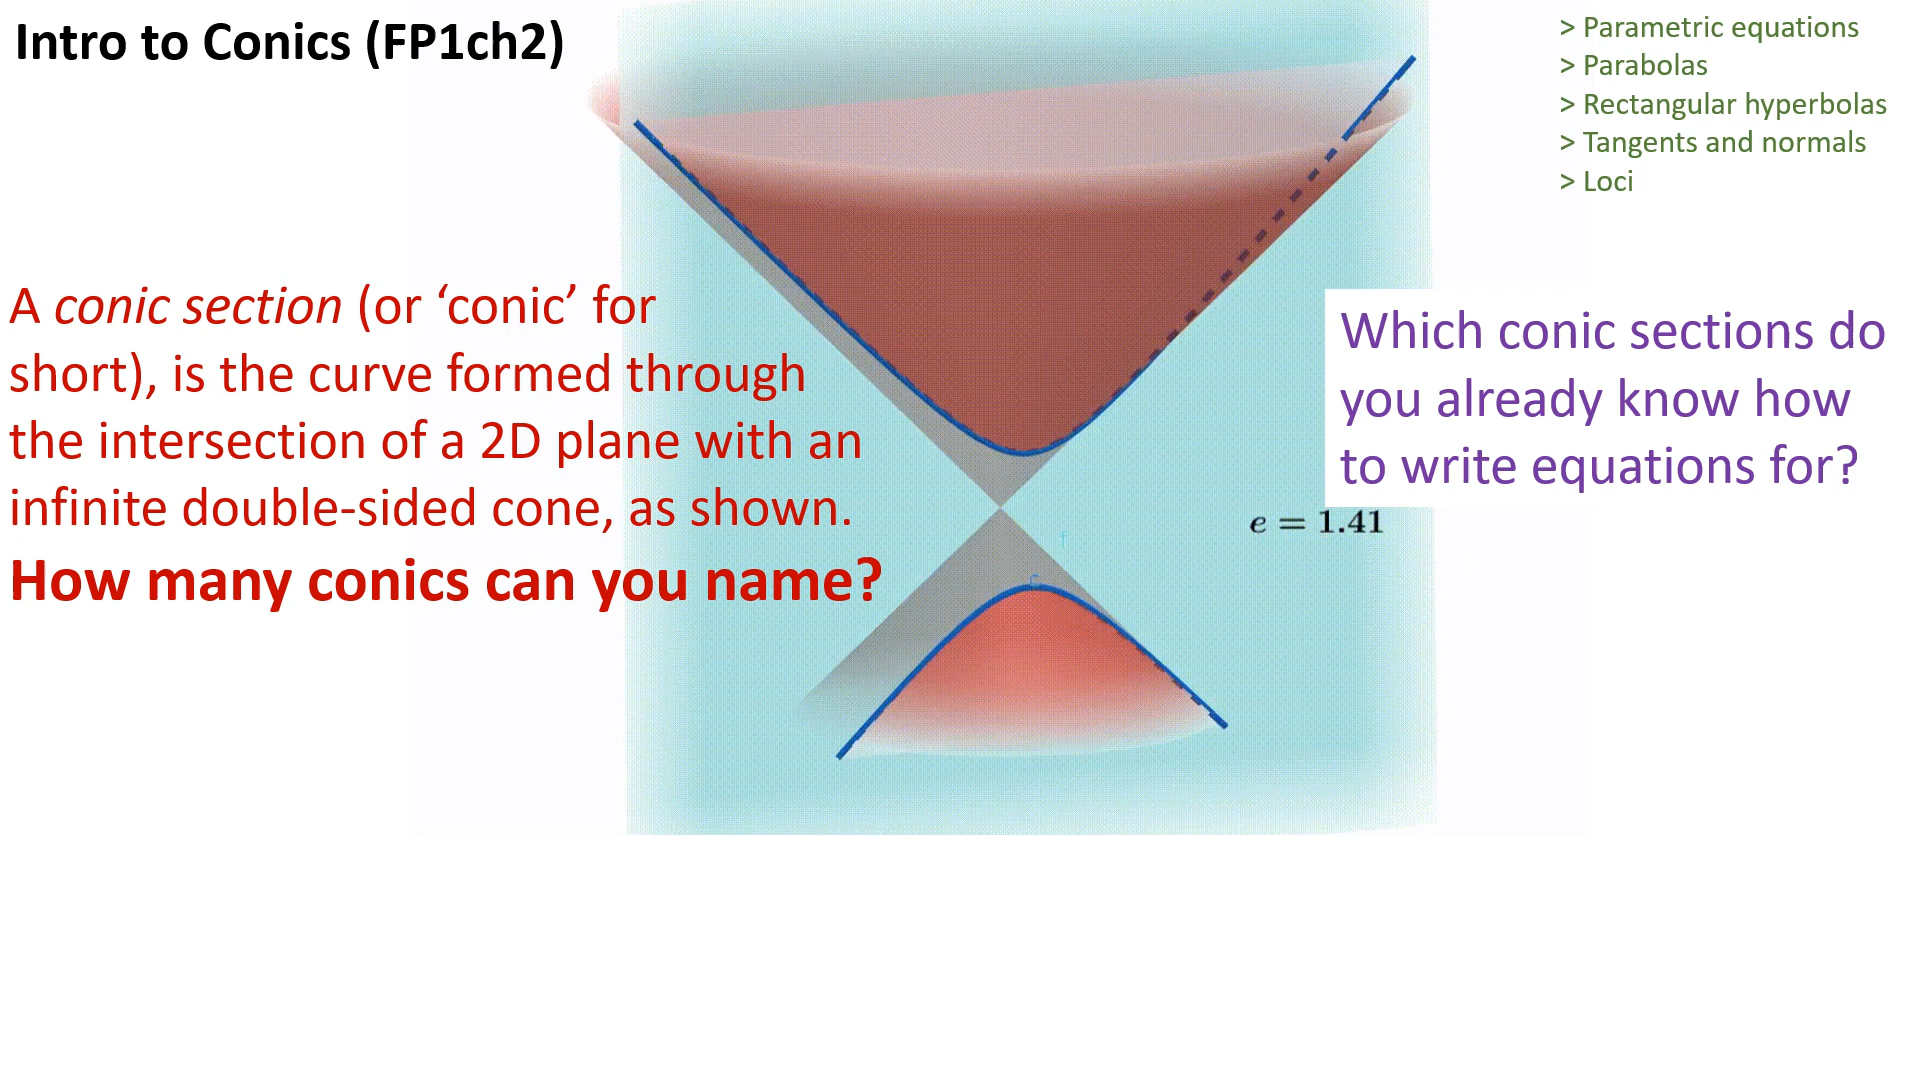 Intro to Conics (FP1ch2)
> Parametric equations
> Parabolas
> Rectangular hyperbolas
> Tangents and normals
> Loci
A conic section (or ‘conic’ for
short), is the curve formed through
the intersection of a 2D plane with an
infinite double-sided cone, as shown.
How many conics can you name?
Which conic sections do
you already know how
to write equations for?
e = 1.41
f
c